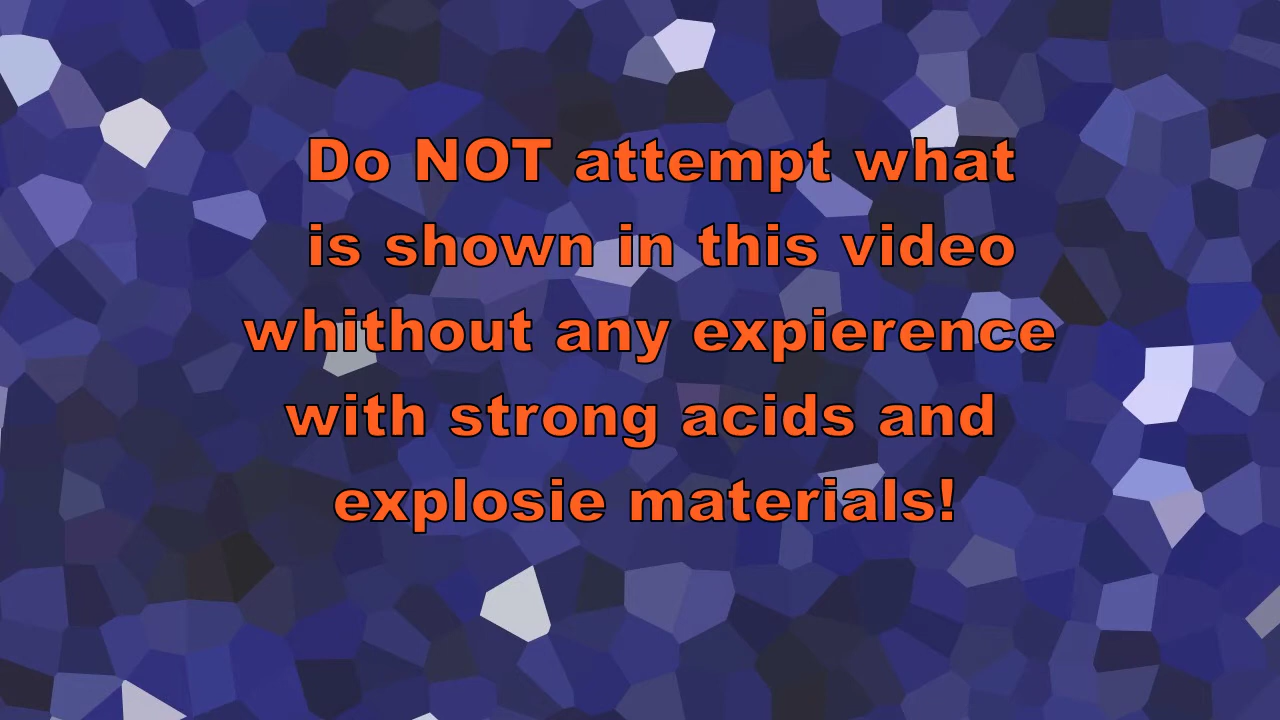 Do NOT attempt what
is shown in this video
whithout any expierence
with strong acids and
explosie materials!